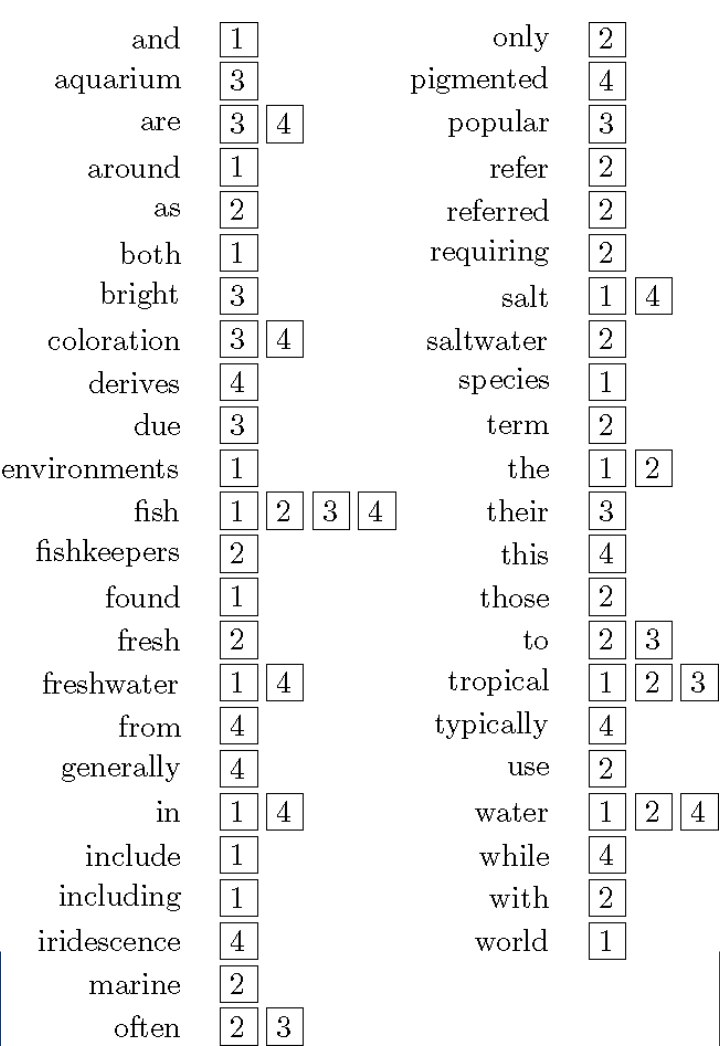 and 1
aquarium 3
are 3 4
around 1
as 2
both 1
bright 3
coloration 3 4
derives 4
due 3
environments 1
fish 1 2 3 4
fishkeepers 2
found 1
fresh 2
freshwater 1 4
from 4
generally 4
in 1 4
include 1
including 1
iridescence 4
marine 2
often 2 3
only 2
pigmented 4
popular 3
refer 2
referred 2
requiring 2
salt 1 4
saltwater 2
species 1
term 2
the 1 2
their 3
this 4
those 2
to 2 3
tropical 1 2 3
typically 4
use 2
water 1 2 4
while 4
with 2
world 1